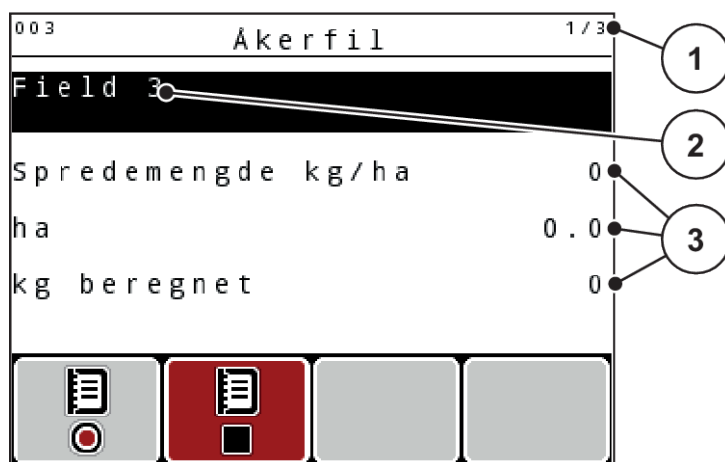 003 Åkerfil 1/3
Field 3
Spredemengde kg/ha 0
ha 0.0
kg beregnet 0
1
2
3